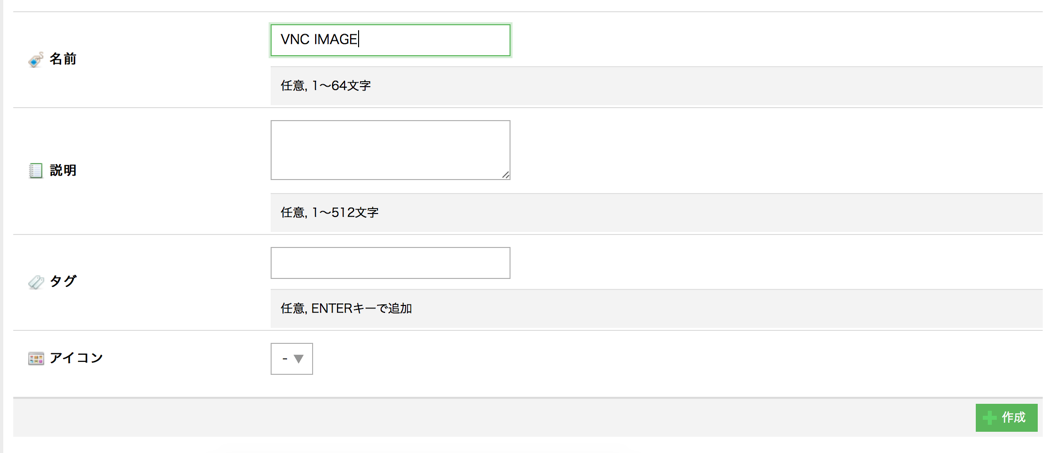 名前
VNC IMAGE
任意, 1〜64文字
説明
任意, 1〜512文字
タグ
任意, ENTERキーで追加
アイコン
- ▼
作成